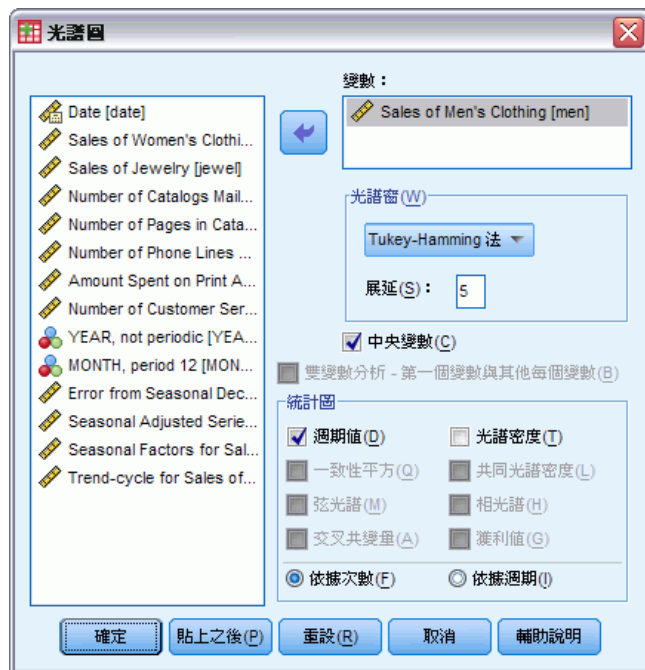 光譜圖
Date [date]
Sales of Women's Clothi...
Sales of Jewelry [jewel]
Number of Catalogs Mail...
Number of Pages in Cata...
Number of Phone Lines ...
Amount Spent on Print A...
Number of Customer Ser...
YEAR, not periodic [YEA...
MONTH, period 12 [MON...
Error from Seasonal Dec...
Seasonal Adjusted Serie...
Seasonal Factors for Sal...
Trend-cycle for Sales of...
變數：
Sales of Men's Clothing [men]
光譜窗(W)
Tukey-Hamming 法
展延(S)： 5
中央變數(C)
雙變數分析 - 第一個變數與其他每個變數(B)
統計圖
週期值(D) 光譜密度(T)
一致性平方(Q) 共同光譜密度(L)
弦光譜(M) 相光譜(H)
交叉共變量(A) 獲利值(G)
依據次數(F) 依據週期(I)
確定 貼上之後(P) 重設(R) 取消 輔助說明